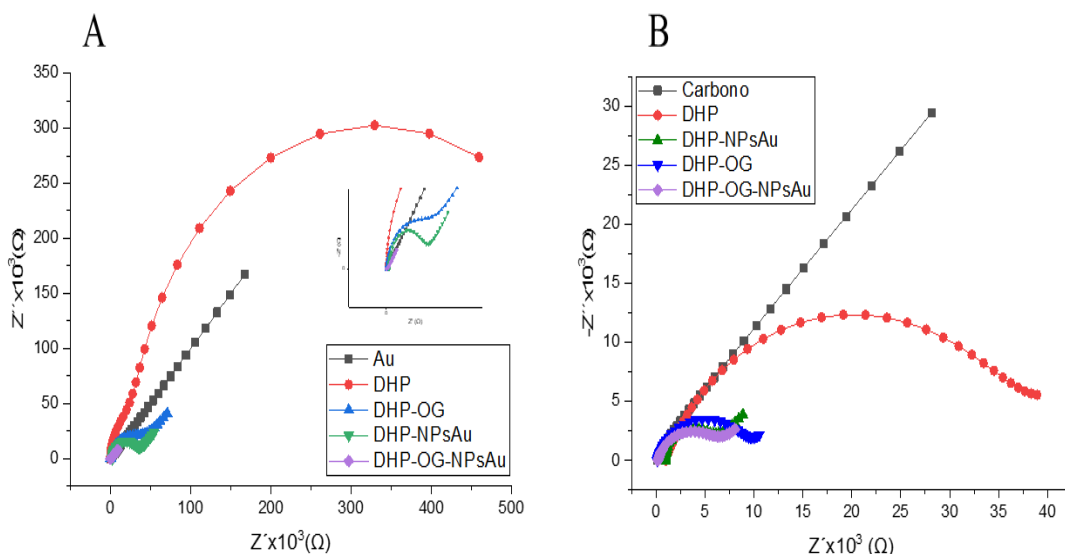 A
Z´´x10³(Ω)
350
300
250
200
150
100
50
0
0
Z' (Ω)
0
Au
DHP
DHP-OG
DHP-NPsAu
DHP-OG-NPsAu
0 100 200 300 400 500
Z´x10³(Ω)
B
-Z´´x10³(Ω)
30
25
20
15
10
5
0
Carbono
DHP
DHP-NPsAu
DHP-OG
DHP-OG-NPsAu
0 5 10 15 20 25 30 35 40
Z´x10³ (Ω)